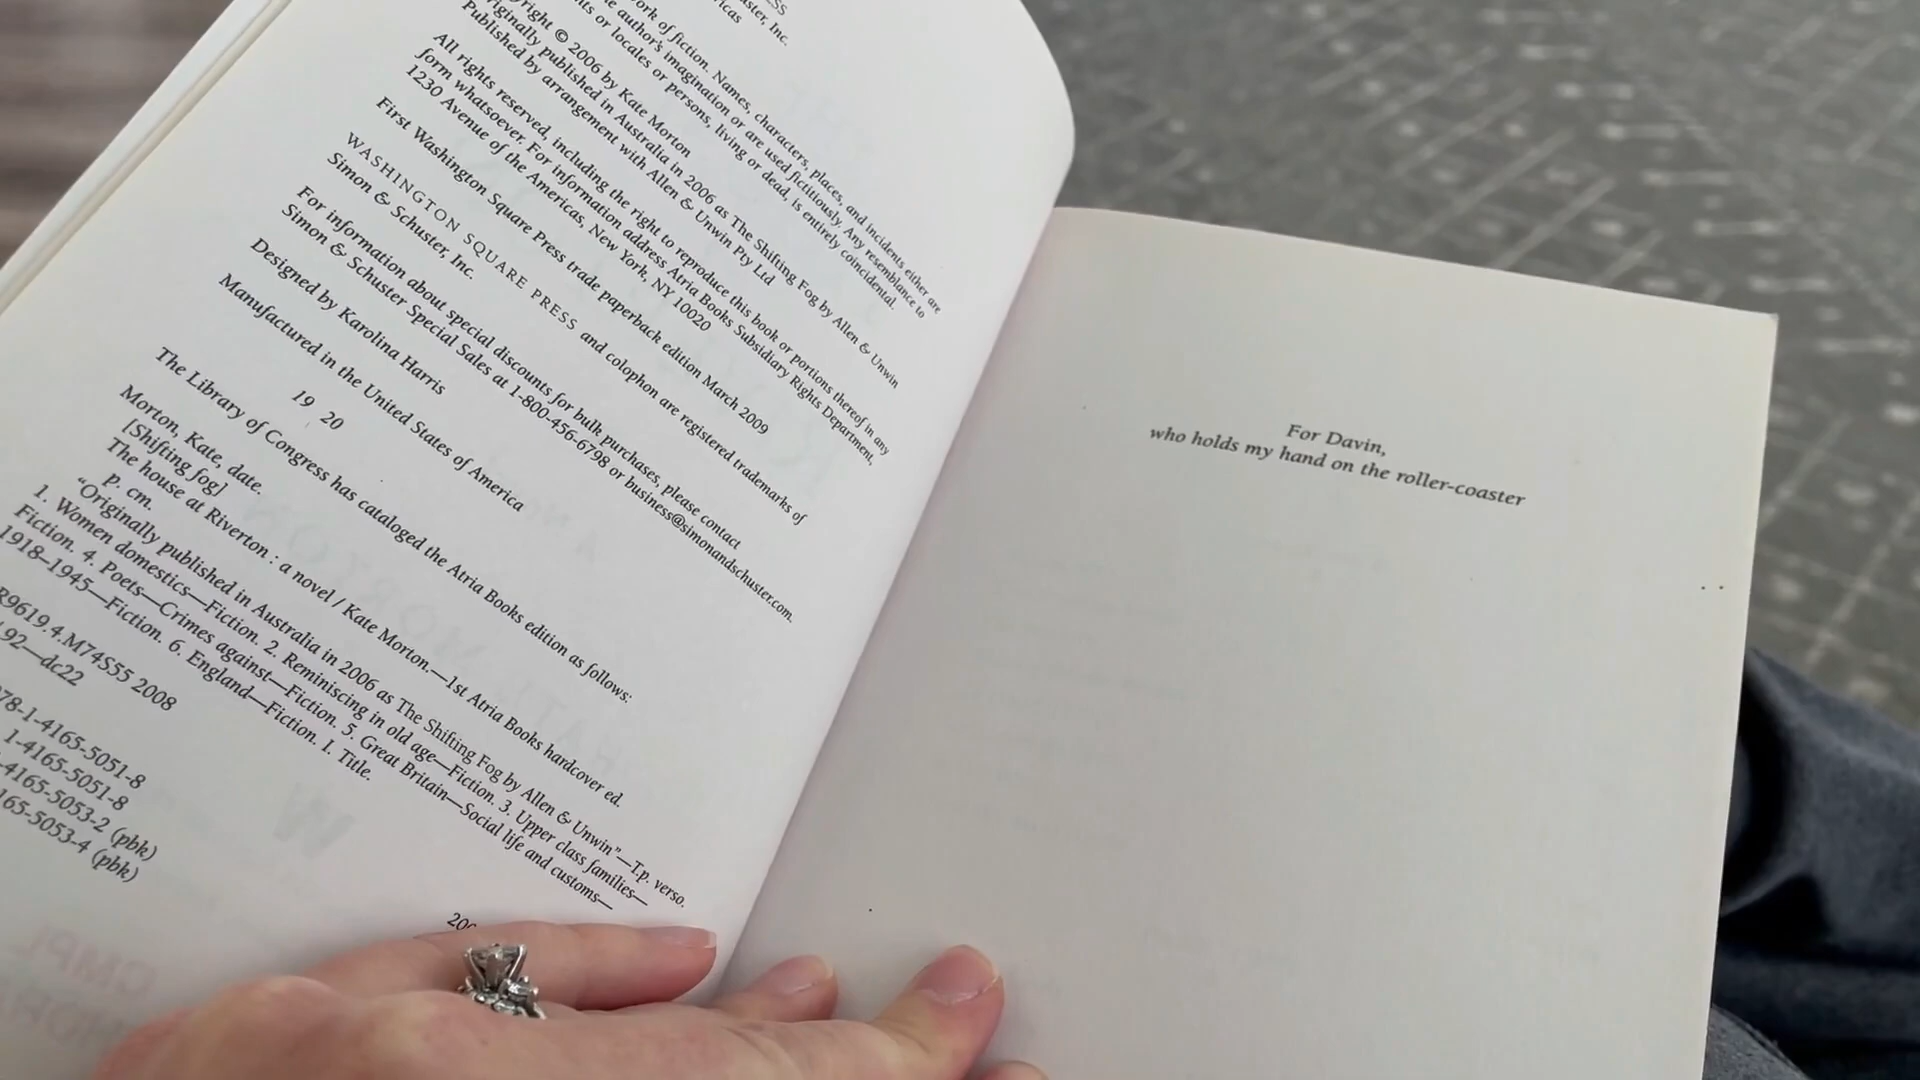 ESS
uster, Inc.
ericas
ork of fiction. Names, characters, places, and incidents either are
he author's imagination or are used fictitiously. Any resemblance to
nts or locales or persons, living or dead, is entirely coincidental.
right © 2006 by Kate Morton
riginally published in Australia in 2006 as The Shifting Fog by Allen & Unwin
Published by arrangement with Allen & Unwin Pty Ltd
All rights reserved, including the right to reproduce this book or portions thereof in any
form whatsoever. For information address Atria Books Subsidiary Rights Department,
1230 Avenue of the Americas, New York, NY 10020
First Washington Square Press trade paperback edition March 2009
WASHINGTON SQUARE PRESS and colophon are registered trademarks of
Simon & Schuster, Inc.
For information about special discounts for bulk purchases, please contact
Simon & Schuster Special Sales at 1-800-456-6798 or business@simonandschuster.com.
Designed by Karolina Harris
Manufactured in the United States of America
19 20
The Library of Congress has cataloged the Atria Books edition as follows:
Morton, Kate, date.
[Shifting fog]
The house at Riverton : a novel / Kate Morton.—1st Atria Books hardcover ed.
p. cm.
"Originally published in Australia in 2006 as The Shifting Fog by Allen & Unwin"—T.p. verso.
1. Women domestics—Fiction. 2. Reminiscing in old age—Fiction. 3. Upper class families—
Fiction. 4. Poets—Crimes against—Fiction. 5. Great Britain—Social life and customs—
1918–1945—Fiction. 6. England—Fiction. I. Title.
R9619.4.M74S55 2008
92—dc22
200
78-1-4165-5051-8
1-4165-5051-8
-4165-5053-2 (pbk)
165-5053-4 (pbk)
For Davin,
who holds my hand on the roller-coaster